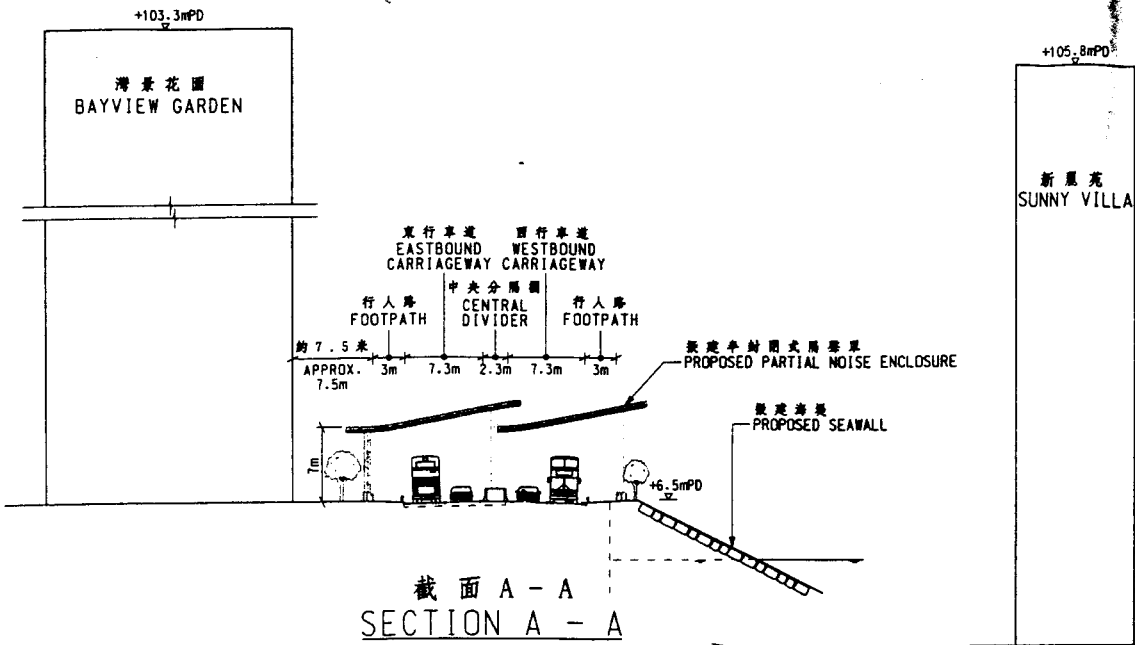 +103.3mPD
灣景花園
BAYVIEW GARDEN
+105.8mPD
新麗苑
SUNNY VILLA
東行車道
EASTBOUND
CARRIAGEWAY
西行車道
WESTBOUND
CARRIAGEWAY
行人路
FOOTPATH
中央分隔欄
CENTRAL
DIVIDER
行人路
FOOTPATH
約7.5米
APPROX.
7.5m
3m
7.3m
2.3m
7.3m
3m
擬建半封閉式隔聲罩
PROPOSED PARTIAL NOISE ENCLOSURE
擬建海堤
PROPOSED SEAWALL
7m
+6.5mPD
截面 A - A
SECTION A - A